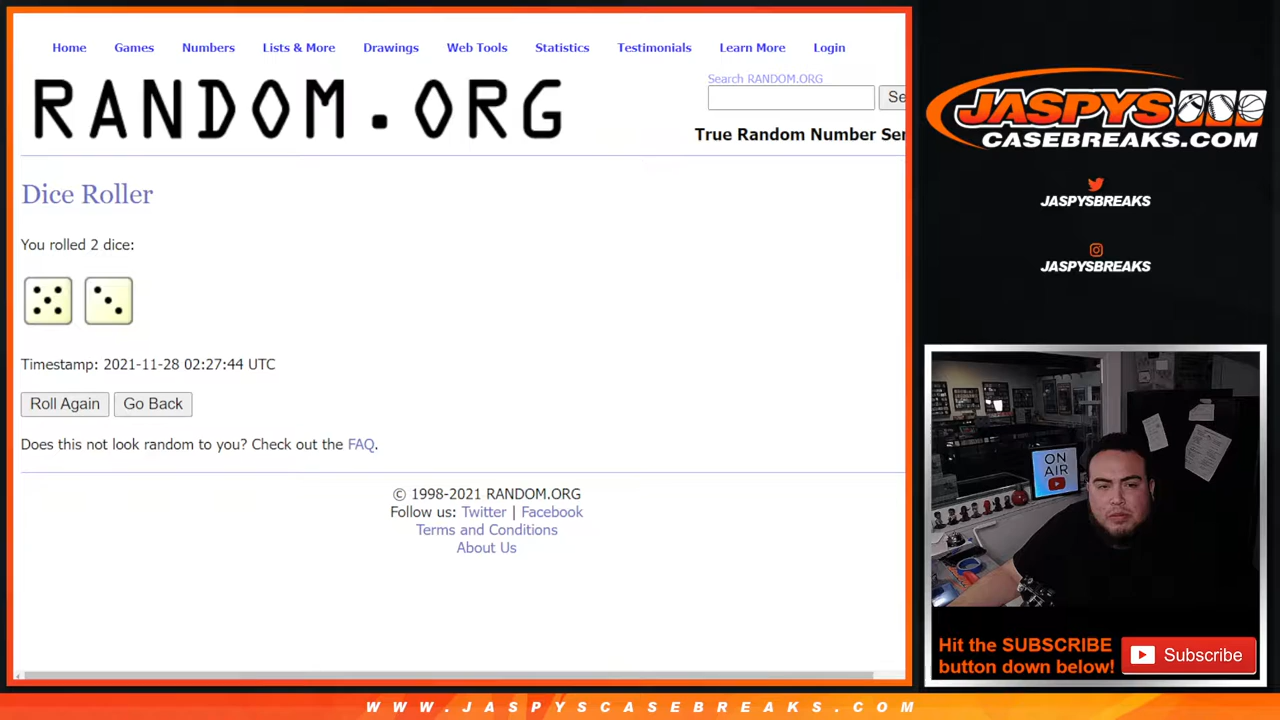 Home Games Numbers Lists & More Drawings Web Tools Statistics Testimonials Learn More Login
RANDOM.ORG
Search RANDOM.ORG
Se
True Random Number Ser
Dice Roller
You rolled 2 dice:
Timestamp: 2021-11-28 02:27:44 UTC
Roll Again Go Back
Does this not look random to you? Check out the FAQ.
© 1998-2021 RANDOM.ORG
Follow us: Twitter | Facebook
Terms and Conditions
About Us
JASPYS
CASEBREAKS.COM
JASPYSBREAKS
JASPYSBREAKS
ON
AIR
Hit the SUBSCRIBE
button down below!
Subscribe
WWW.JASPYSCASEBREAKS.COM